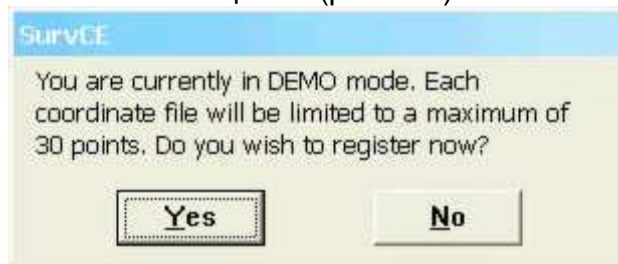 SurvCE
You are currently in DEMO mode. Each
coordinate file will be limited to a maximum of
30 points. Do you wish to register now?
Yes
No